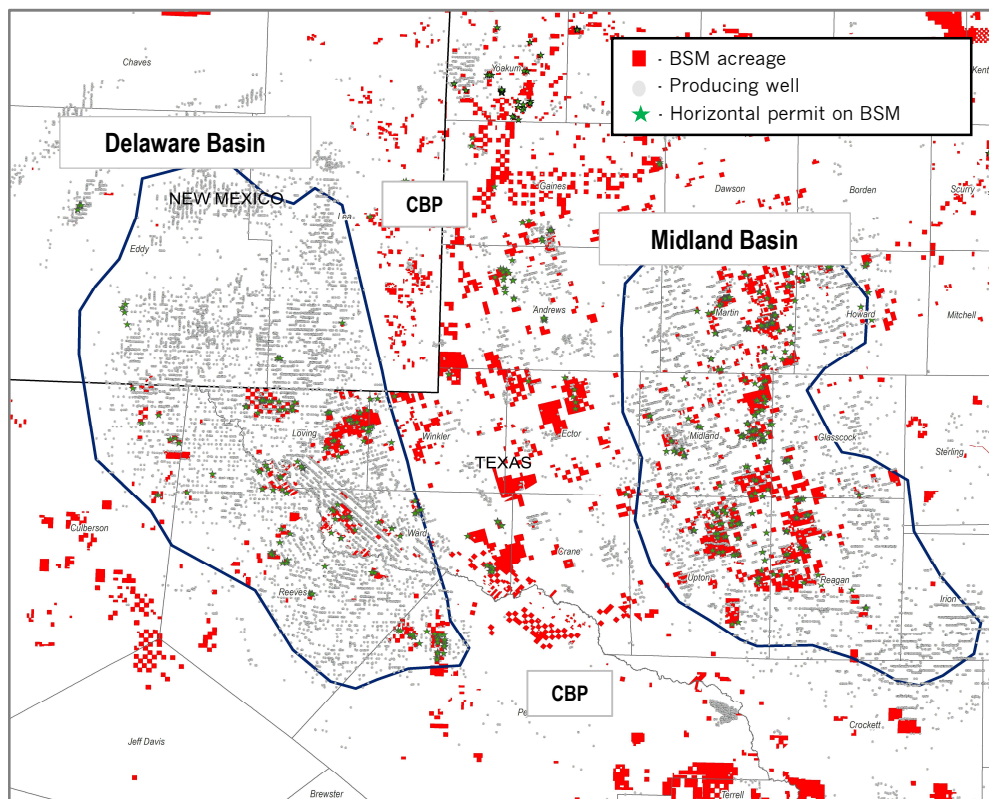 Chaves
Yoakum
Kent
BSM acreage
- Producing well
- Horizontal permit on BSM
Delaware Basin
NEW MEXICO
Lea
CBP
Gaines
Dawson
Borden
Scurry
Eddy
Midland Basin
Andrews
Martin
Howard
Mitchell
Loving
Winkler
Ector
TEXAS
Midland
Glasscock
Sterling
Culberson
Ward
Crane
Reeves
Upton
Reagan
Irion
CBP
Crockett
Jeff Davis
Brewster
Terrell